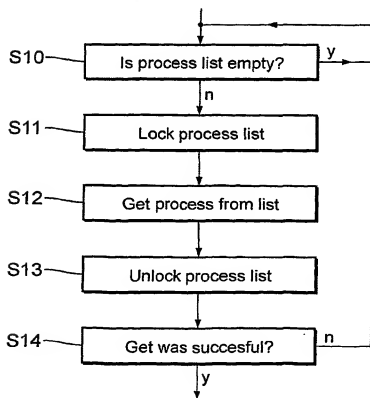 S10 Is process list empty? y
n
S11 Lock process list
S12 Get process from list
S13 Unlock process list
S14 Get was succesful? n
y